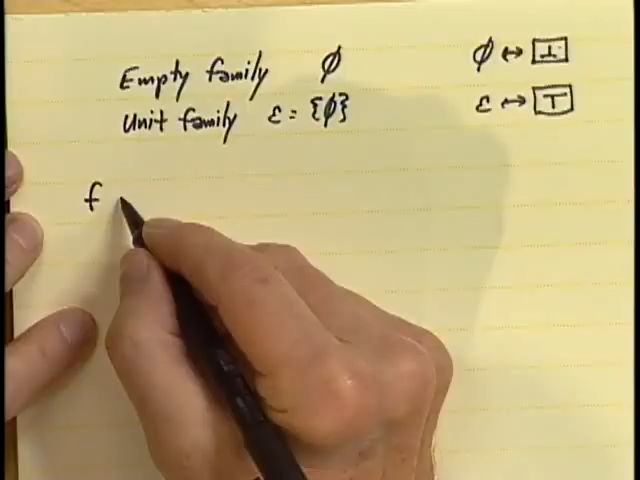 Empty family ∅ ∅ ↔ ⊥
Unit family ε = {∅} ε ↔ ⊤
f